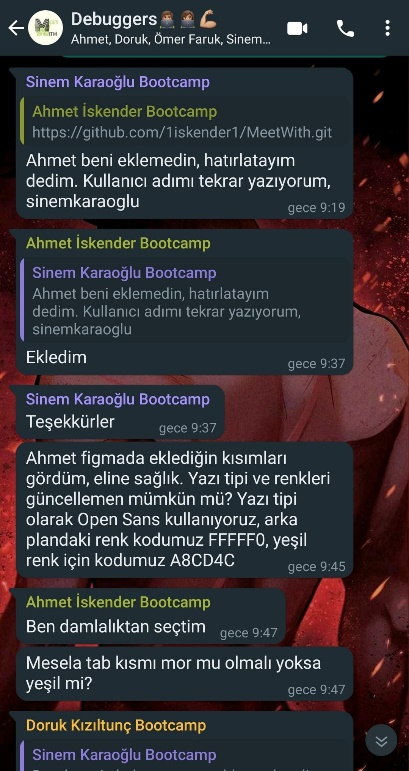 Debuggers
Ahmet, Doruk, Ömer Faruk, Sinem...
Sinem Karaoğlu Bootcamp
Ahmet İskender Bootcamp
https://github.com/1iskender1/MeetWith.git
Ahmet beni eklemedin, hatırlatayım
dedim. Kullanıcı adımı tekrar yazıyorum,
sinemkaraoglu
gece 9:19
Ahmet İskender Bootcamp
Sinem Karaoğlu Bootcamp
Ahmet beni eklemedin, hatırlatayım
dedim. Kullanıcı adımı tekrar yazıyorum,
sinemkaraoglu
Ekledim
gece 9:37
Sinem Karaoğlu Bootcamp
Teşekkürler
gece 9:37
Ahmet figmada eklediğin kısımları
gördüm, eline sağlık. Yazı tipi ve renkleri
güncellemen mümkün mü? Yazı tipi
olarak Open Sans kullanıyoruz, arka
plandaki renk kodumuz FFFFF0, yeşil
renk için kodumuz A8CD4C
gece 9:45
Ahmet İskender Bootcamp
Ben damlalıktan seçtim
gece 9:47
Mesela tab kısmı mor mu olmalı yoksa
yeşil mi?
gece 9:47
Doruk Kızıltunç Bootcamp
Sinem Karaoğlu Bootcamp